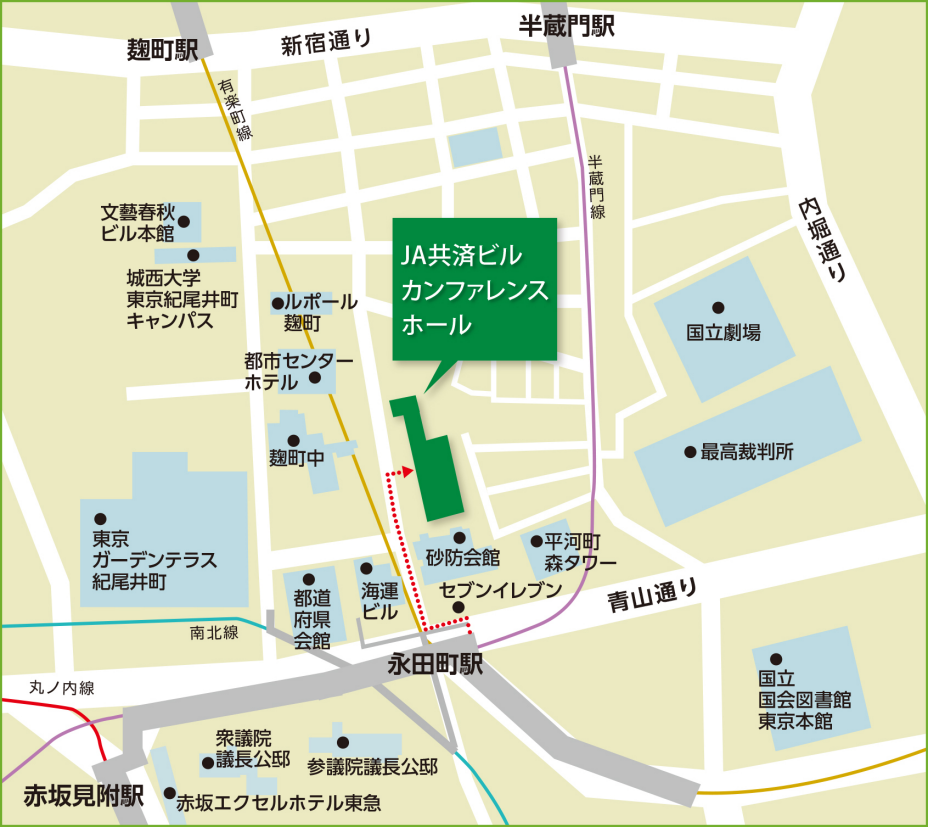 麹町駅
新宿通り
半蔵門駅
有楽町線
半蔵門線
内堀通り
文藝春秋
ビル本館
城西大学
東京紀尾井町
キャンパス
JA共済ビル
カンファレンス
ホール
ルポール
麹町
国立劇場
都市センター
ホテル
麹町中
最高裁判所
東京
ガーデンテラス
紀尾井町
砂防会館
平河町
森タワー
都道
府県
会館
海運
ビル
セブンイレブン
青山通り
南北線
永田町駅
丸ノ内線
国立
国会図書館
東京本館
衆議院
議長公邸
参議院議長公邸
赤坂見附駅
赤坂エクセルホテル東急